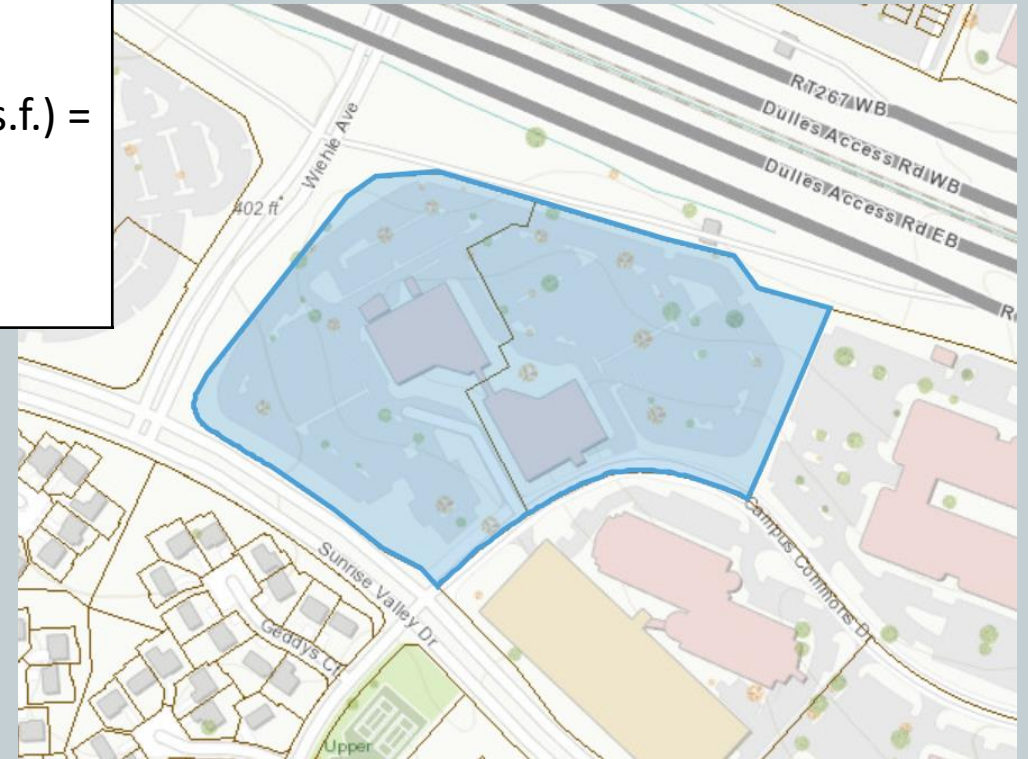 s.f.) =
RT267 WB
Dulles Access Rd WB
Dulles Access Rd EB
Wiehle Ave
402 ft
Sunrise Valley Dr
Geddys Ct
Campus Commons Dr
Upper